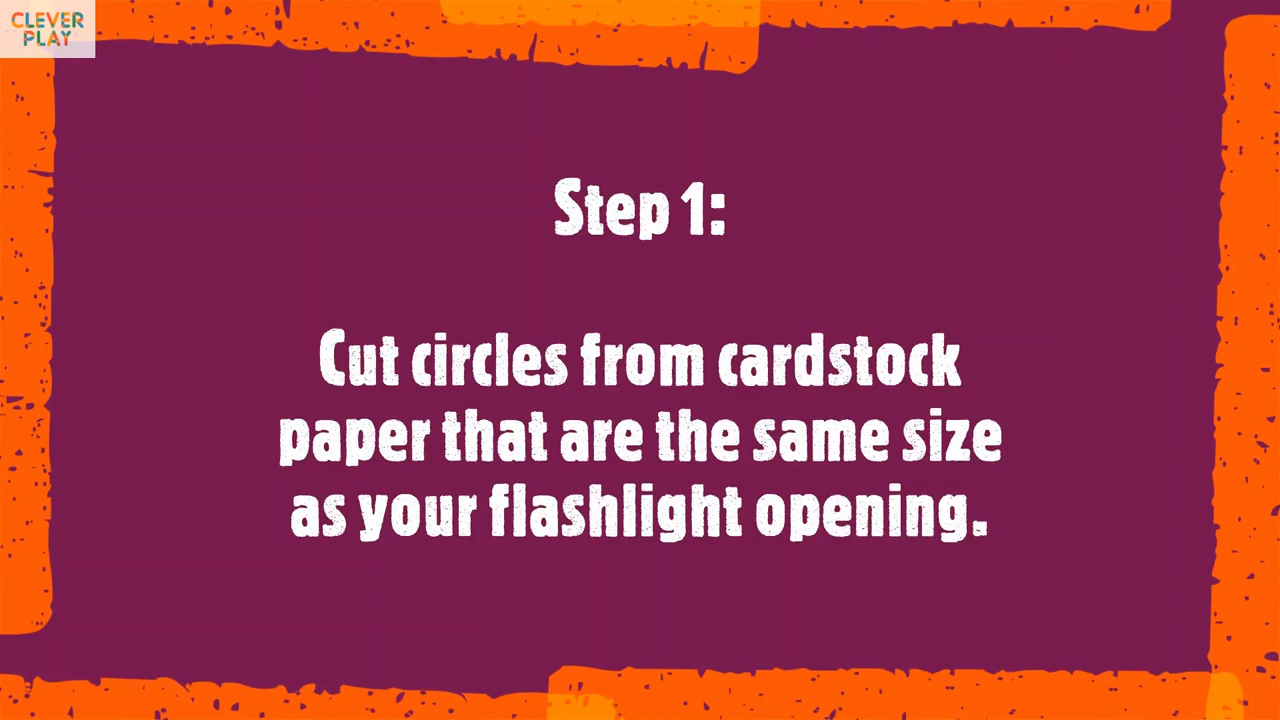 CLEVER
PLAY
Step 1:
Cut circles from cardstock
paper that are the same size
as your flashlight opening.